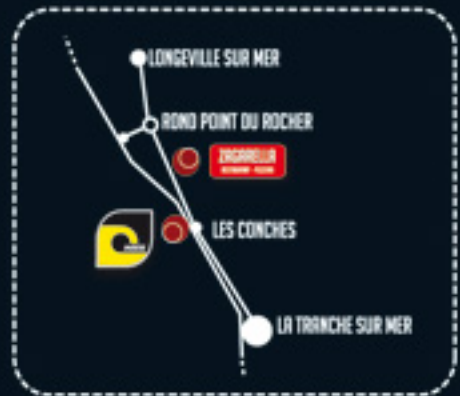 LONGEVILLE SUR MER
ROND POINT DU ROCHER
ZAGARELLA
LES CONCHES
LA TRANCHE SUR MER